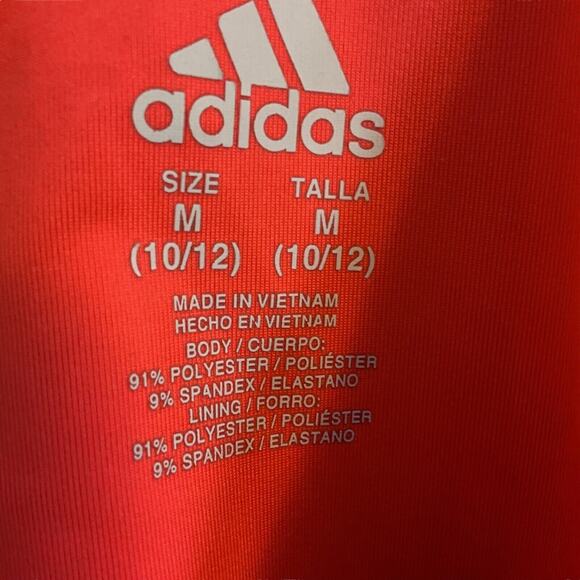 adidas
SIZE TALLA
M M
(10/12) (10/12)
MADE IN VIETNAM
HECHO EN VIETNAM
BODY / CUERPO:
91% POLYESTER / POLIÉSTER
9% SPANDEX / ELASTANO
LINING / FORRO:
91% POLYESTER / POLIÉSTER
9% SPANDEX / ELASTANO